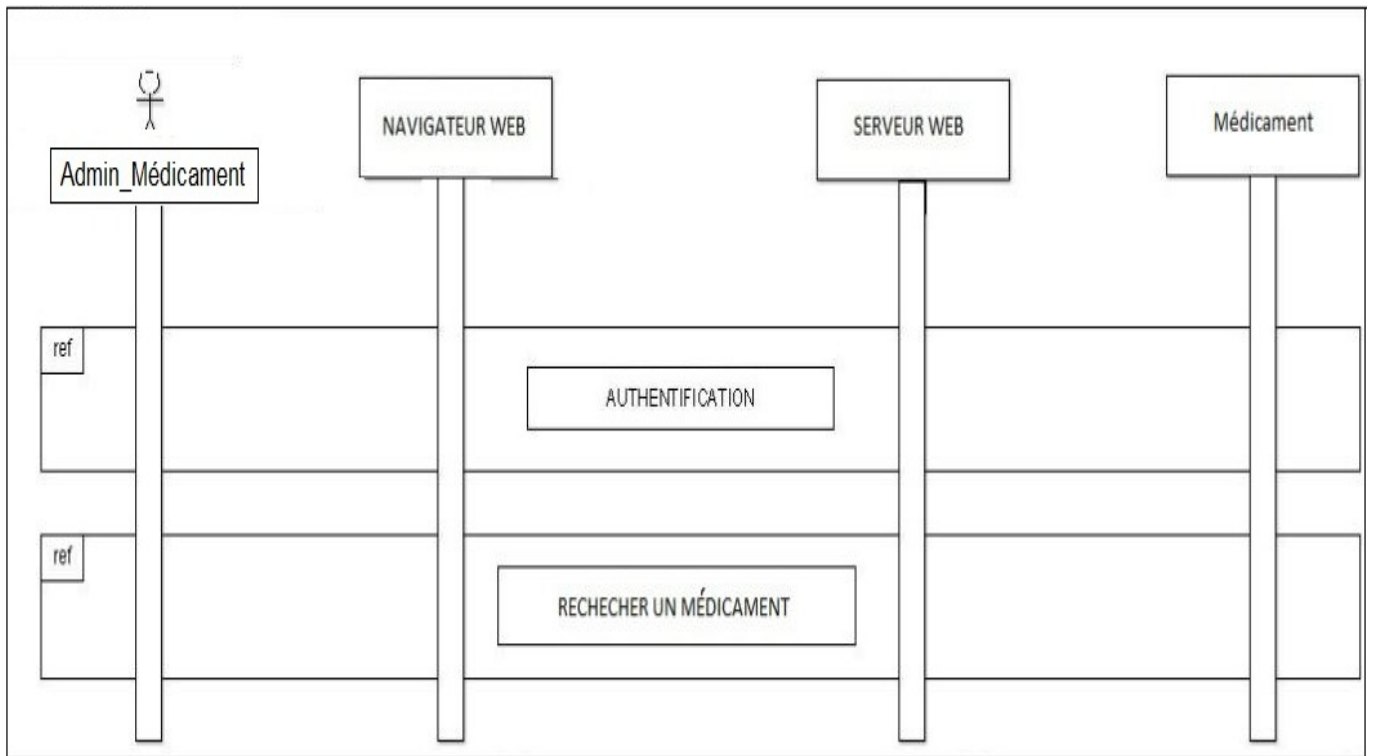 NAVIGATEUR WEB
SERVEUR WEB
Médicament
Admin_Médicament
ref
AUTHENTIFICATION
ref
RECHECHER UN MÉDICAMENT